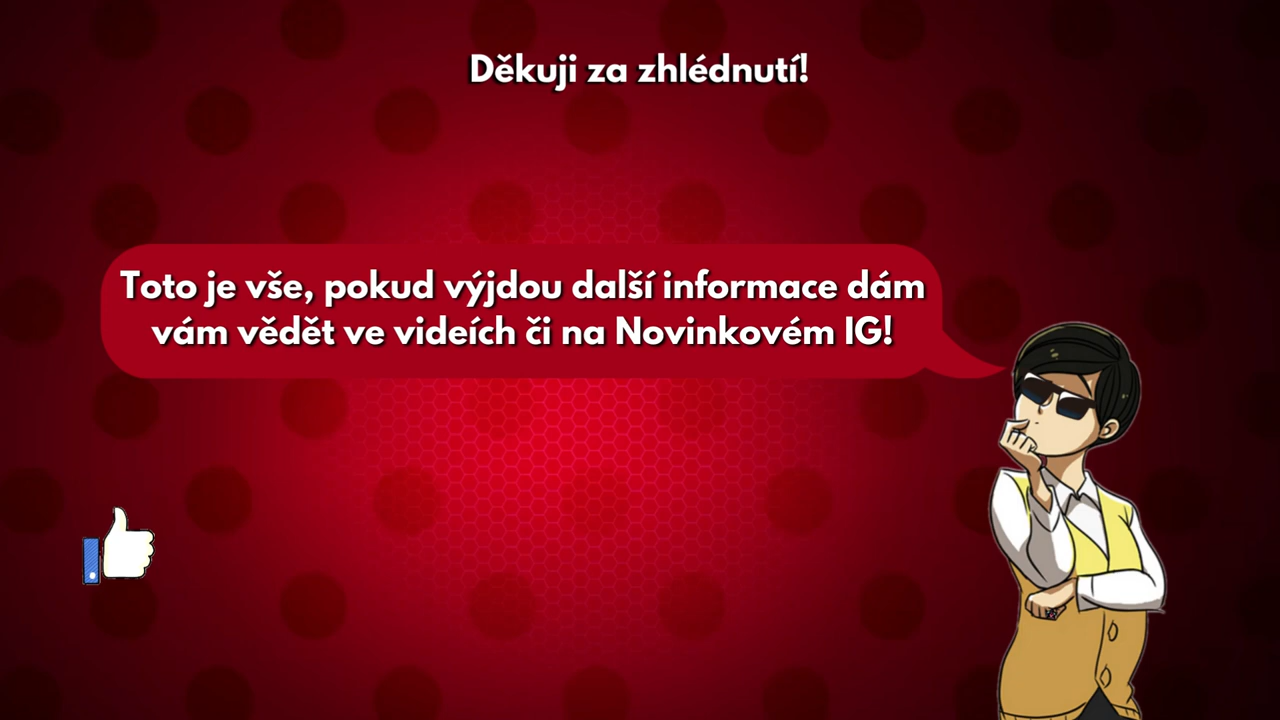 Děkuji za zhlédnutí!
Toto je vše, pokud výjdou další informace dám
vám vědět ve videích či na Novinkovém IG!